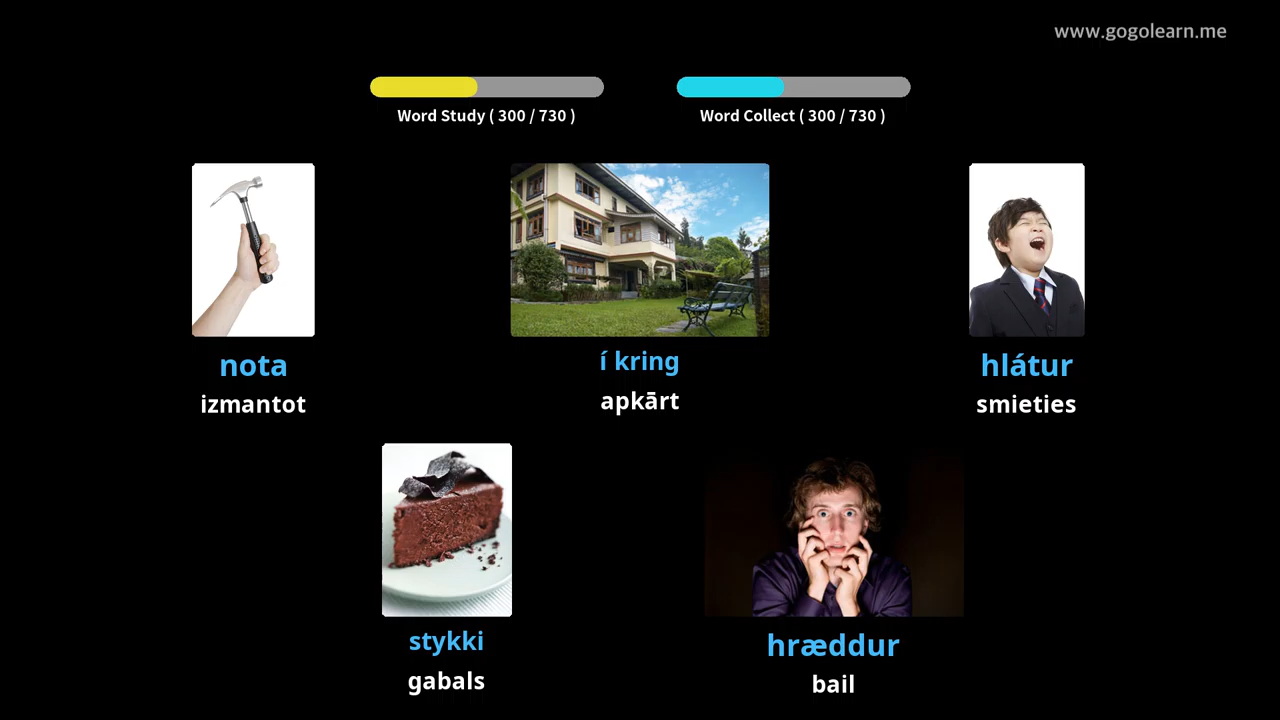 www.gogolearn.me
Word Study ( 300 / 730 )
Word Collect ( 300 / 730 )
nota
izmantot
í kring
apkārt
hlátur
smieties
stykki
gabals
hræddur
bail